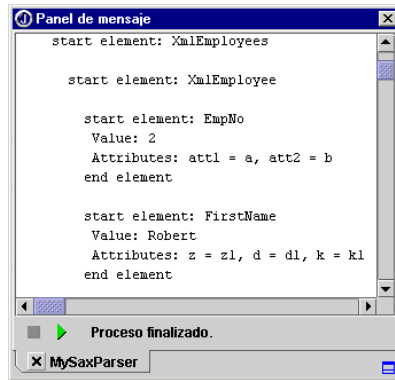 Panel de mensaje
start element: XmlEmployees
start element: XmlEmployee
start element: EmpNo
Value: 2
Attributes: att1 = a, att2 = b
end element
start element: FirstName
Value: Robert
Attributes: z = z1, d = d1, k = k1
end element
Proceso finalizado.
MySaxParser